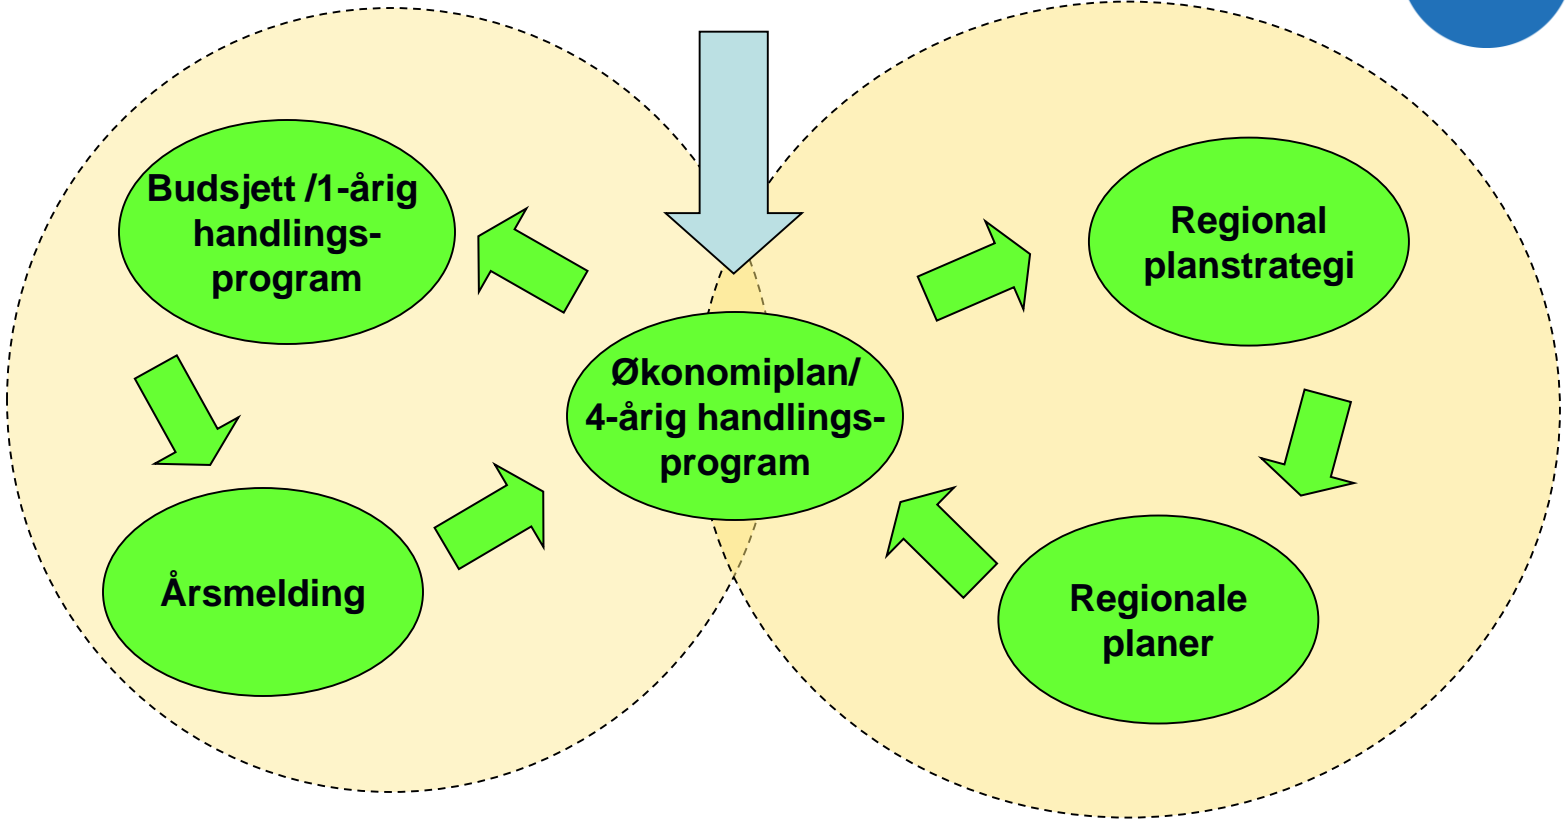 Budsjett /1-årig
handlings-
program
Regional
planstrategi
Økonomiplan/
4-årig handlings-
program
Årsmelding
Regionale
planer